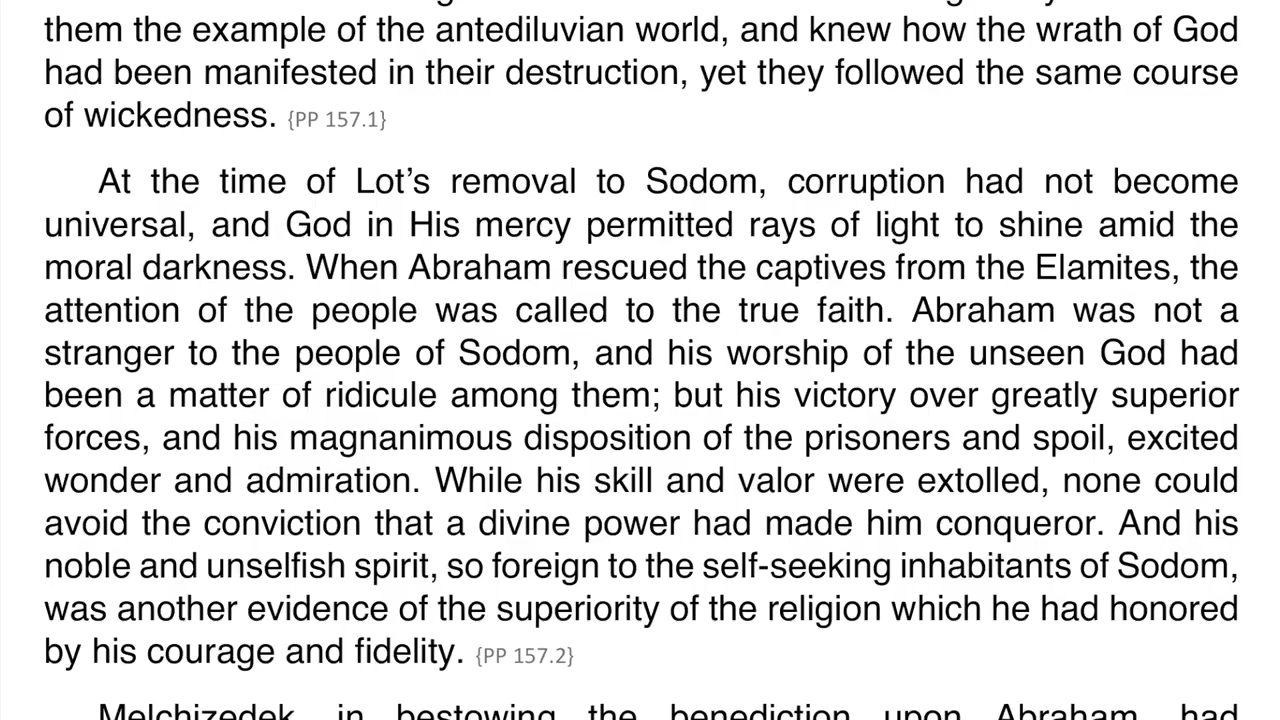 them the example of the antediluvian world, and knew how the wrath of God
had been manifested in their destruction, yet they followed the same course
of wickedness. {PP 157.1}
At the time of Lot’s removal to Sodom, corruption had not become
universal, and God in His mercy permitted rays of light to shine amid the
moral darkness. When Abraham rescued the captives from the Elamites, the
attention of the people was called to the true faith. Abraham was not a
stranger to the people of Sodom, and his worship of the unseen God had
been a matter of ridicule among them; but his victory over greatly superior
forces, and his magnanimous disposition of the prisoners and spoil, excited
wonder and admiration. While his skill and valor were extolled, none could
avoid the conviction that a divine power had made him conqueror. And his
noble and unselfish spirit, so foreign to the self-seeking inhabitants of Sodom,
was another evidence of the superiority of the religion which he had honored
by his courage and fidelity. {PP 157.2}
Melchizedek, in bestowing the benediction upon Abraham, had